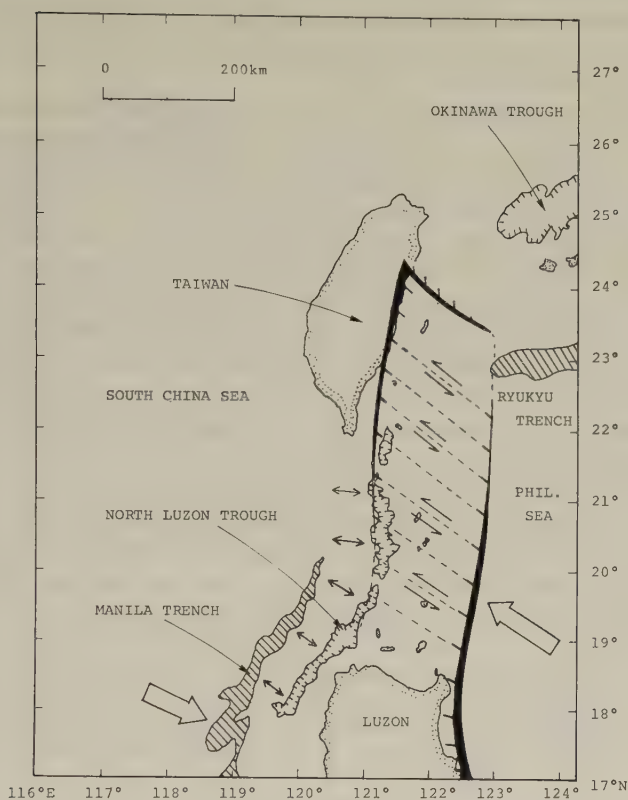 0 200km
27°
OKINAWA TROUGH
26°
25°
TAIWAN
24°
23°
SOUTH CHINA SEA
RYUKYU
TRENCH
22°
PHIL.
SEA
21°
NORTH LUZON TROUGH
20°
MANILA TRENCH
19°
LUZON
18°
17°N
116°E 117° 118° 119° 120° 121° 122° 123°